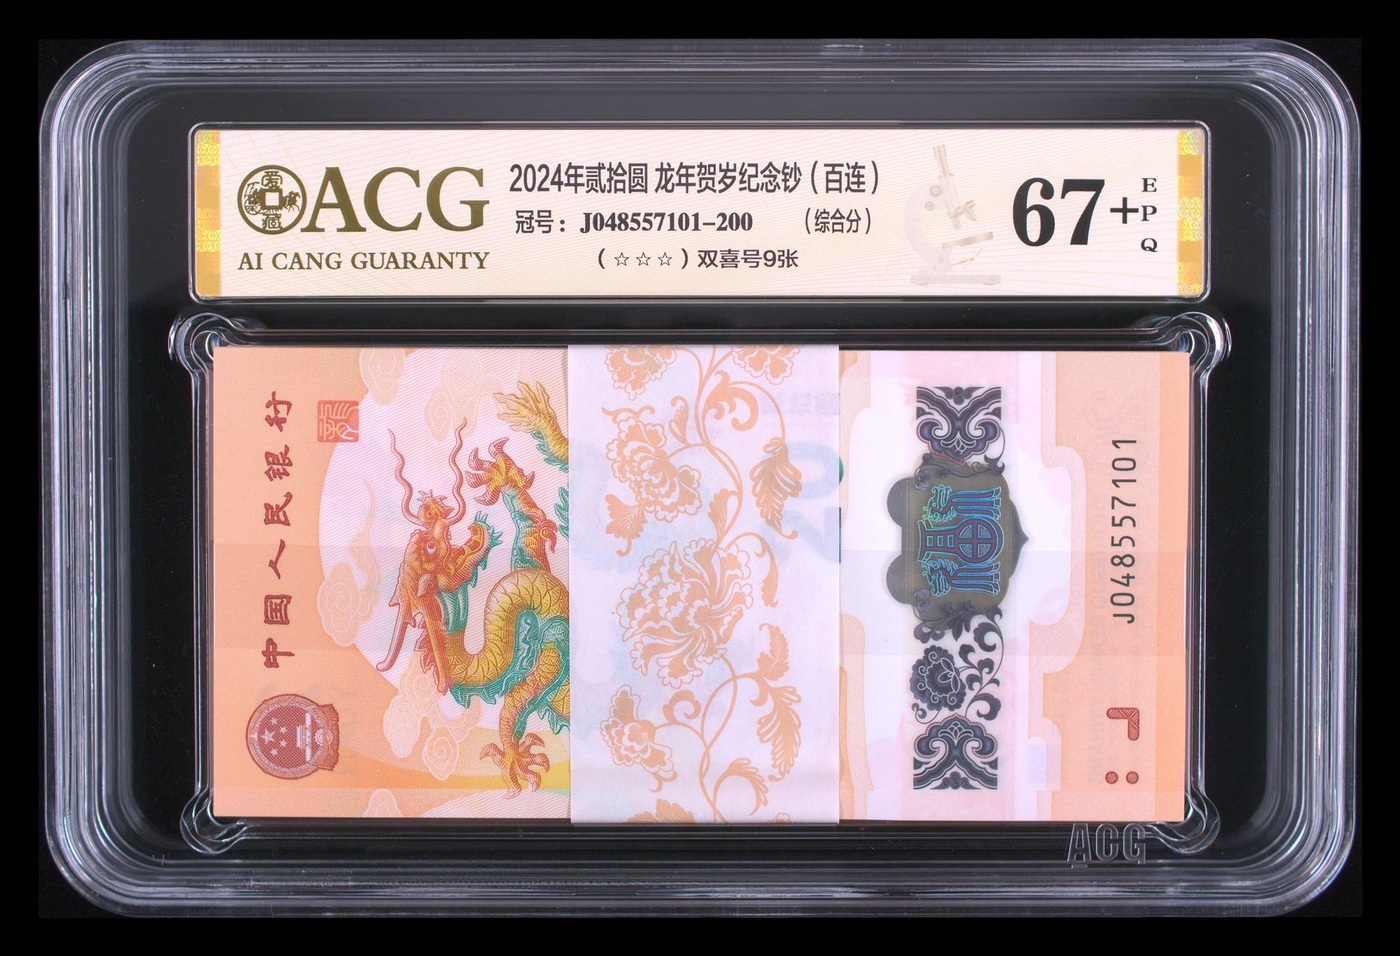 ACG
AI CANG GUARANTY
2024年贰拾圆 龙年贺岁纪念钞（百连）
冠号：J048557101-200 （综合分）
（☆☆☆）双喜号9张
67+
EPQ
中国人民银行
J048557101
ACG